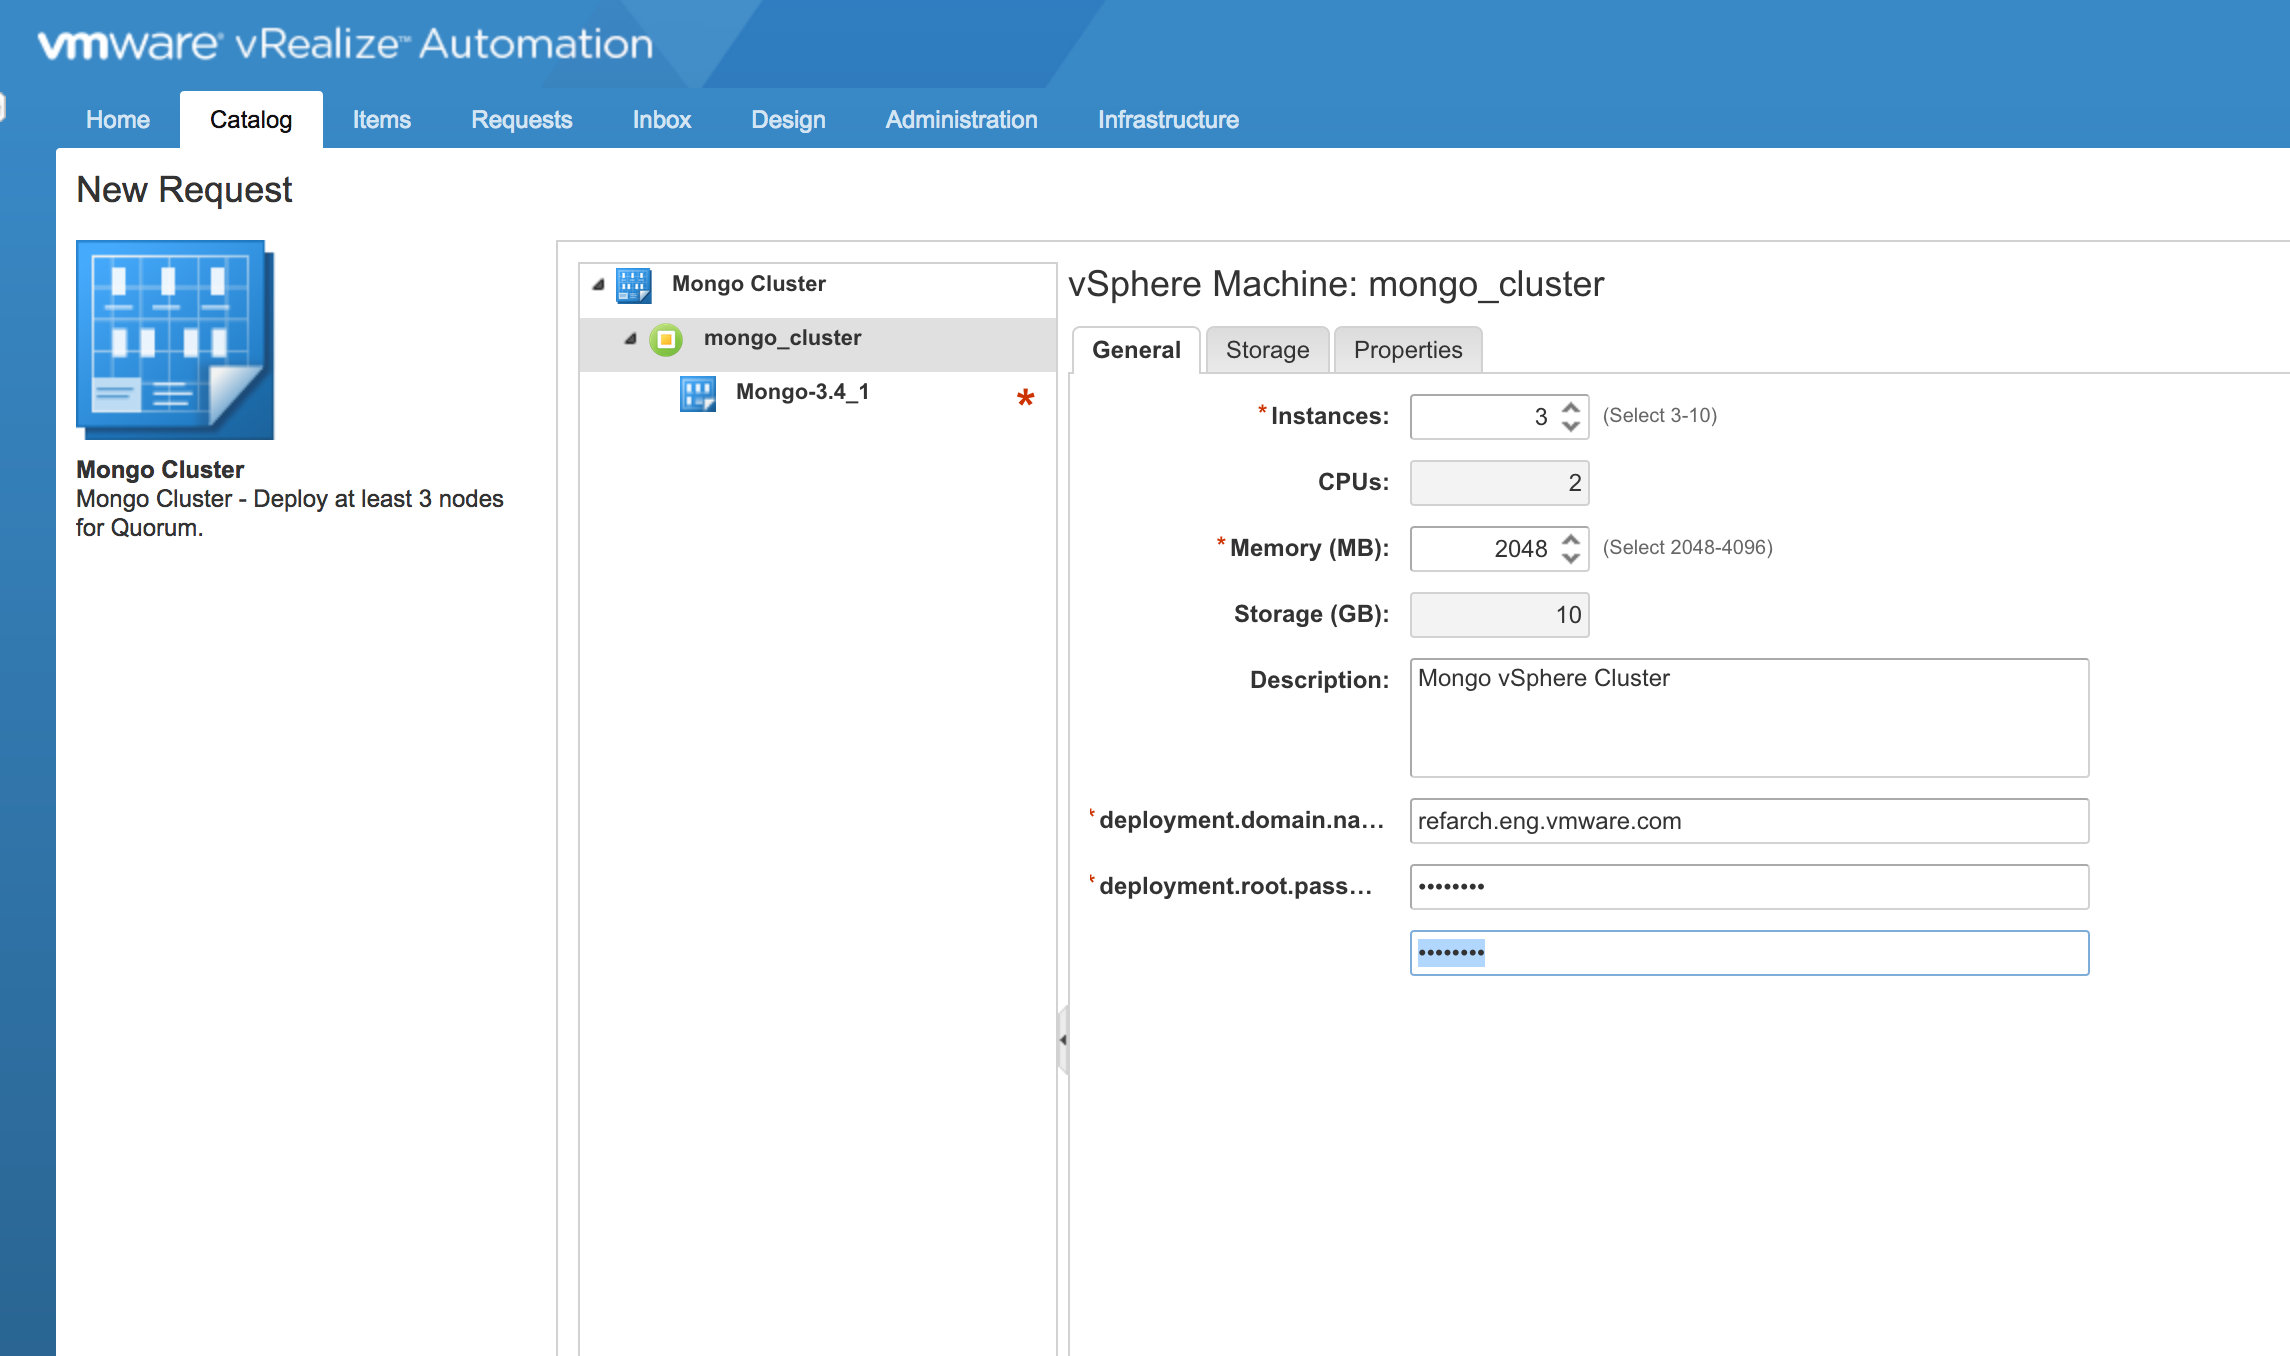 vmware® vRealize™ Automation
Home Catalog Items Requests Inbox Design Administration Infrastructure
New Request
Mongo Cluster
Mongo Cluster - Deploy at least 3 nodes
for Quorum.
Mongo Cluster
mongo_cluster
Mongo-3.4_1 *
vSphere Machine: mongo_cluster
General Storage Properties
*Instances: 3 (Select 3-10)
CPUs: 2
*Memory (MB): 2048 (Select 2048-4096)
Storage (GB): 10
Description: Mongo vSphere Cluster
*deployment.domain.na... refarch.eng.vmware.com
*deployment.root.pass... ••••••••
••••••••